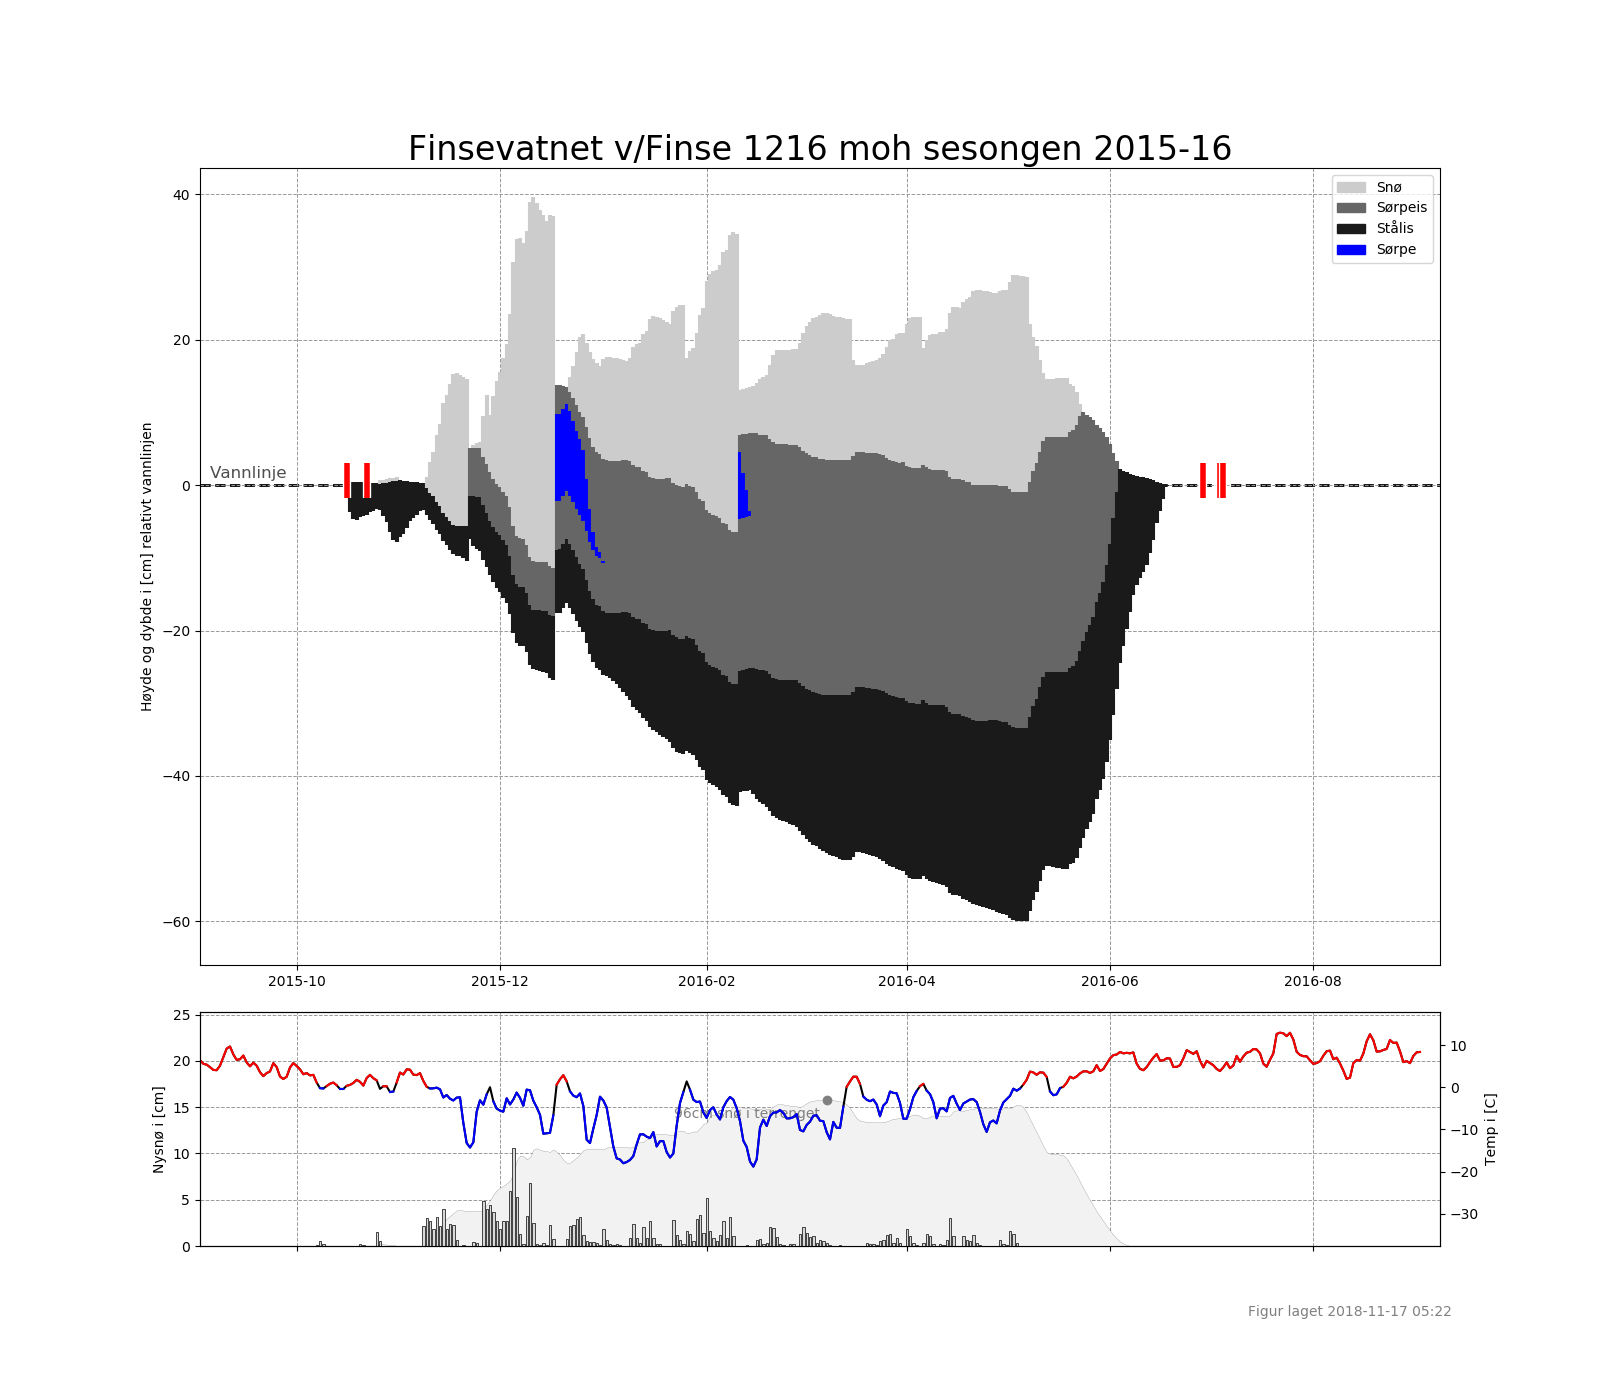 Finsevatnet v/Finse 1216 moh sesongen 2015-16
Snø
Sørpeis
Stålis
Sørpe
Høyde og dybde i [cm] relativt vannlinjen
40
20
0
−20
−40
−60
Vannlinje
2015-10
2015-12
2016-02
2016-04
2016-06
2016-08
Nysnø i [cm]
25
20
15
10
5
0
96cm snø i terrenget
10
0
−10
−20
−30
Temp i [C]
Figur laget 2018-11-17 05:22